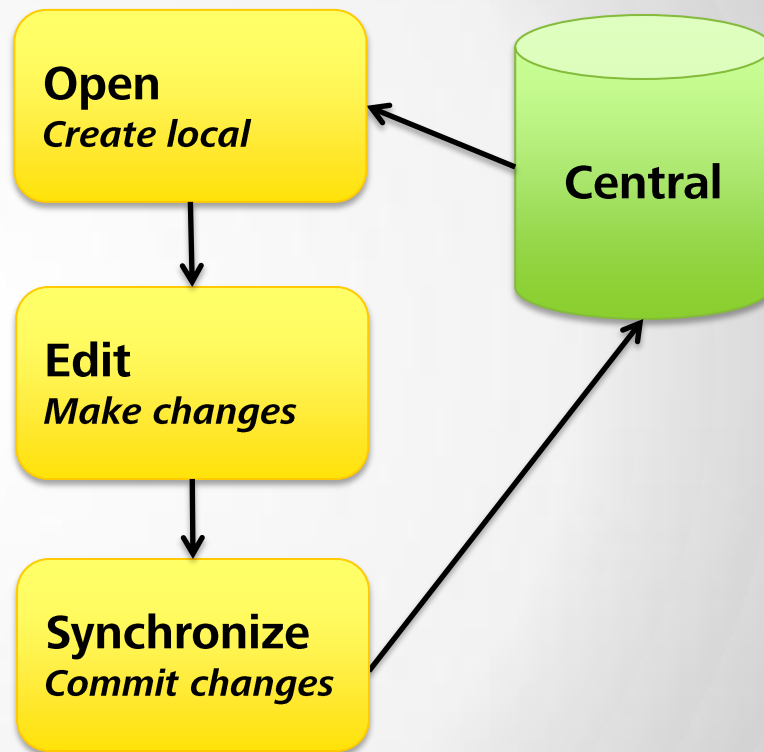 Open
Create local
Central
Edit
Make changes
Synchronize
Commit changes